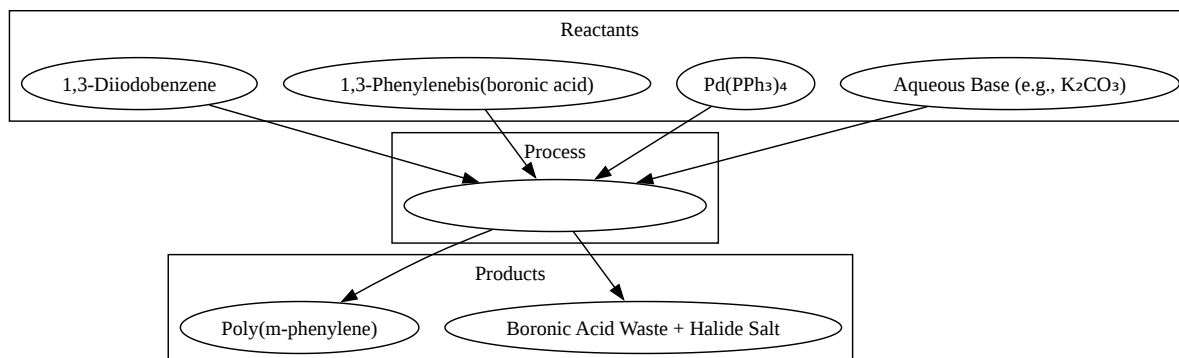 Reactants
1,3-Diiodobenzene
1,3-Phenylenebis(boronic acid)
Pd(PPh₃)₄
Aqueous Base (e.g., K₂CO₃)
Process
Products
Poly(m-phenylene)
Boronic Acid Waste + Halide Salt